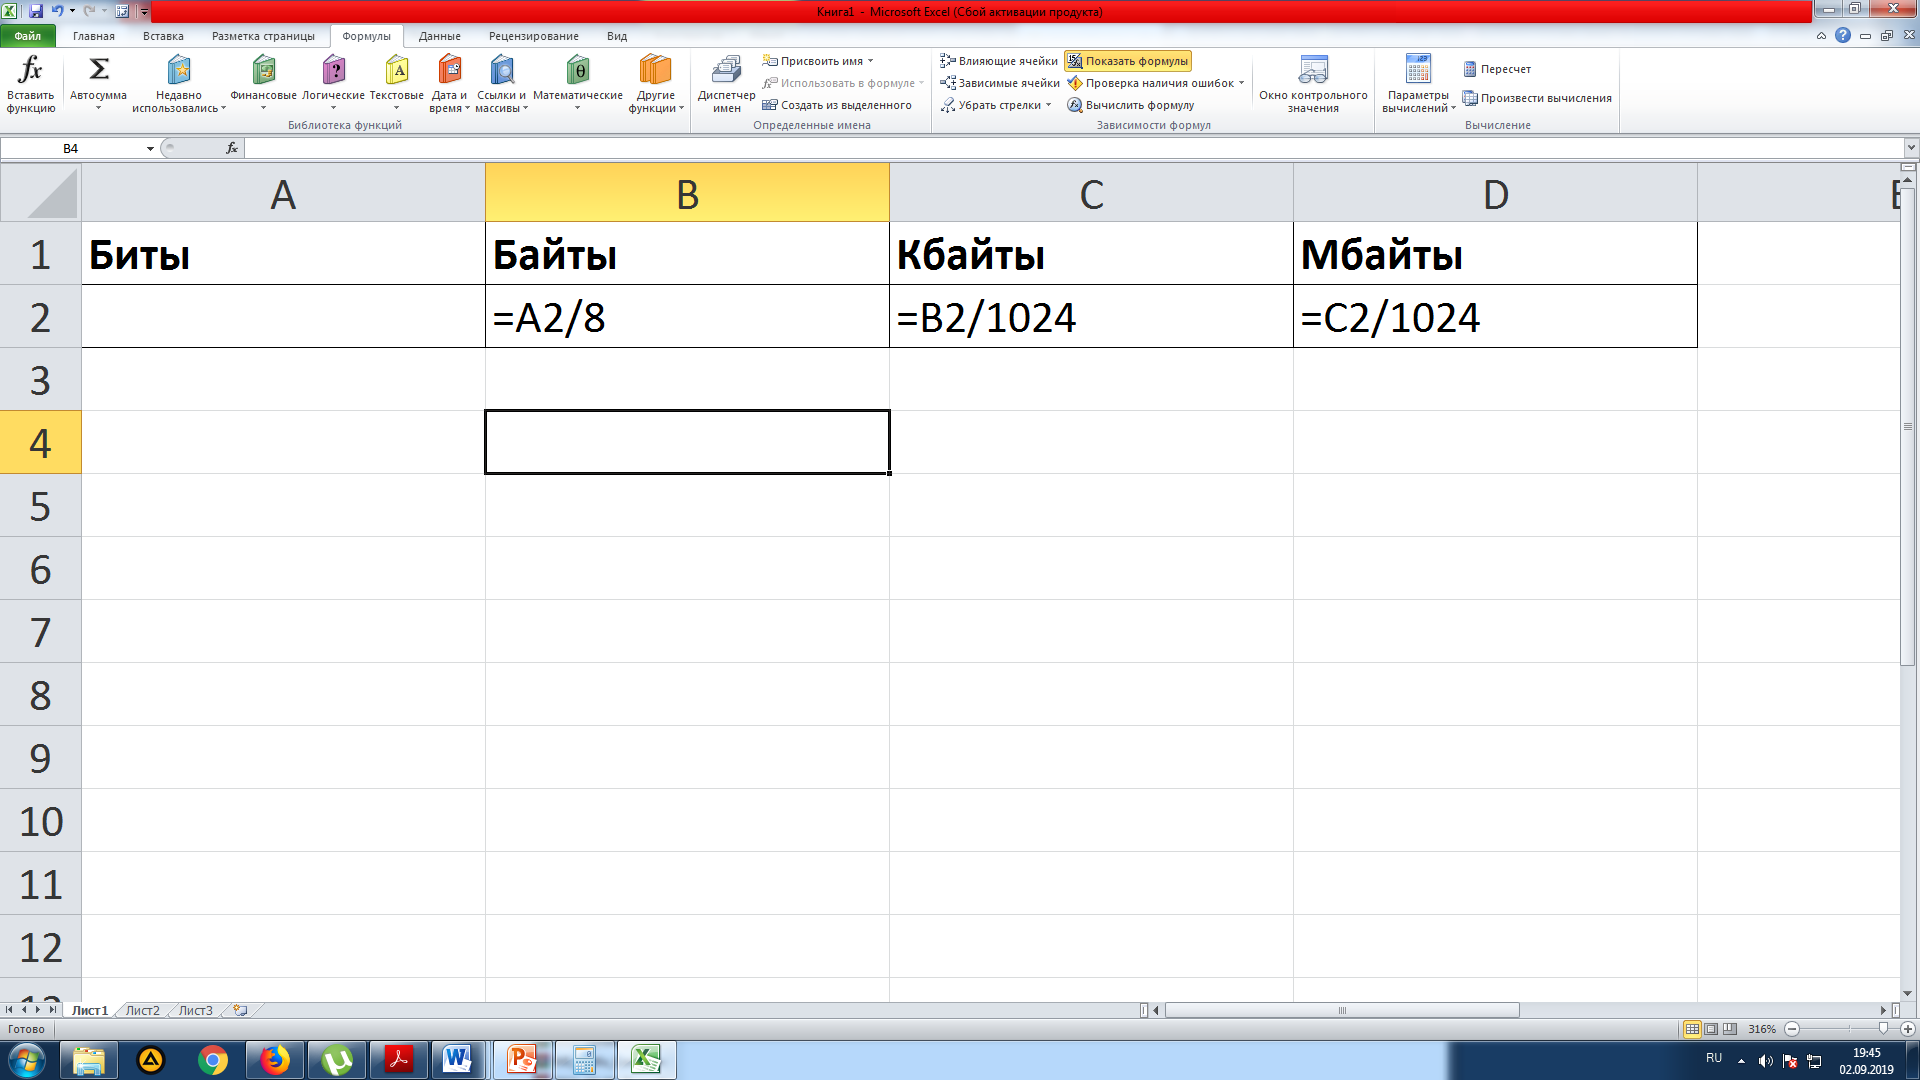 Книга1 - Microsoft Excel (Сбой активации продукта)
Файл Главная Вставка Разметка страницы Формулы Данные Рецензирование Вид
Вставить функцию
Автосумма
Недавно использовались
Финансовые
Логические
Текстовые
Дата и время
Ссылки и массивы
Математические
Другие функции
Библиотека функций
Диспетчер имен
Присвоить имя
Использовать в формуле
Создать из выделенного
Определенные имена
Влияющие ячейки
Зависимые ячейки
Убрать стрелки
Показать формулы
Проверка наличия ошибок
Вычислить формулу
Зависимости формул
Окно контрольного значения
Параметры вычислений
Пересчет
Произвести вычисления
Вычисление
B4 fx
A B C D E
1 Биты Байты Кбайты Мбайты
2 =A2/8 =B2/1024 =C2/1024
3
4
5
6
7
8
9
10
11
12
13
Лист1 Лист2 Лист3
Готово 316%
RU 19:45
02.09.2019